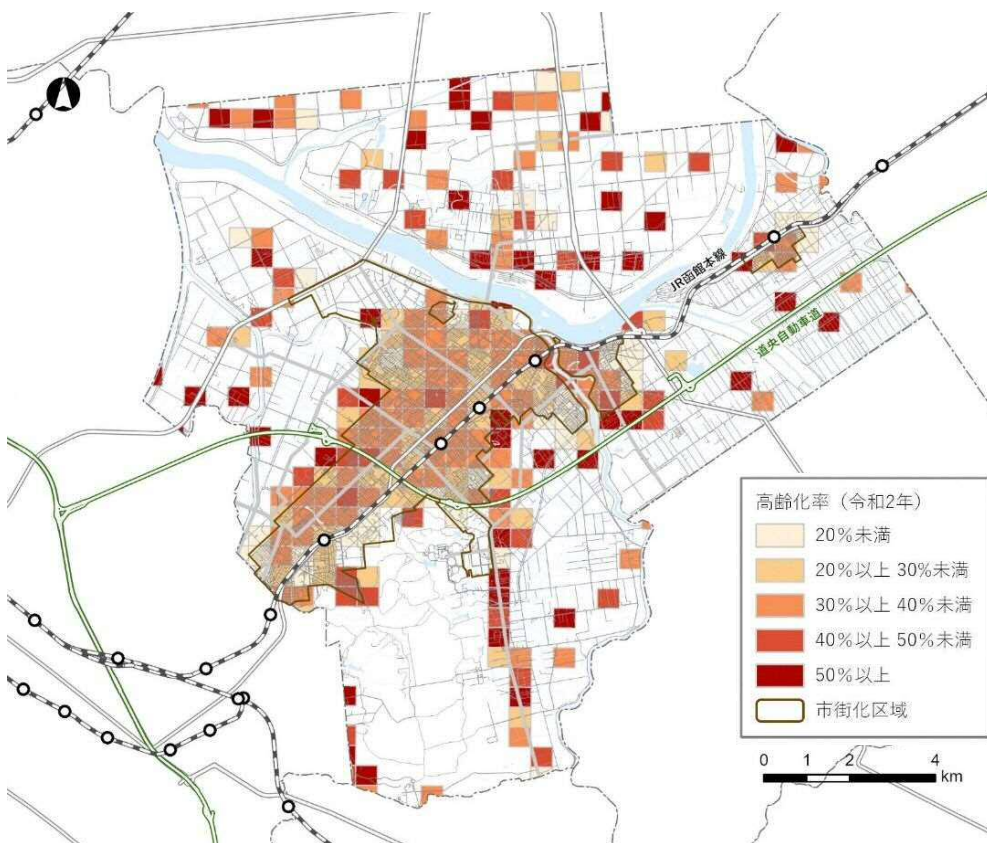 JR函館本線
道央自動車道
高齢化率（令和2年）
20％未満
20％以上 30％未満
30％以上 40％未満
40％以上 50％未満
50％以上
市街化区域
0 1 2 4
km